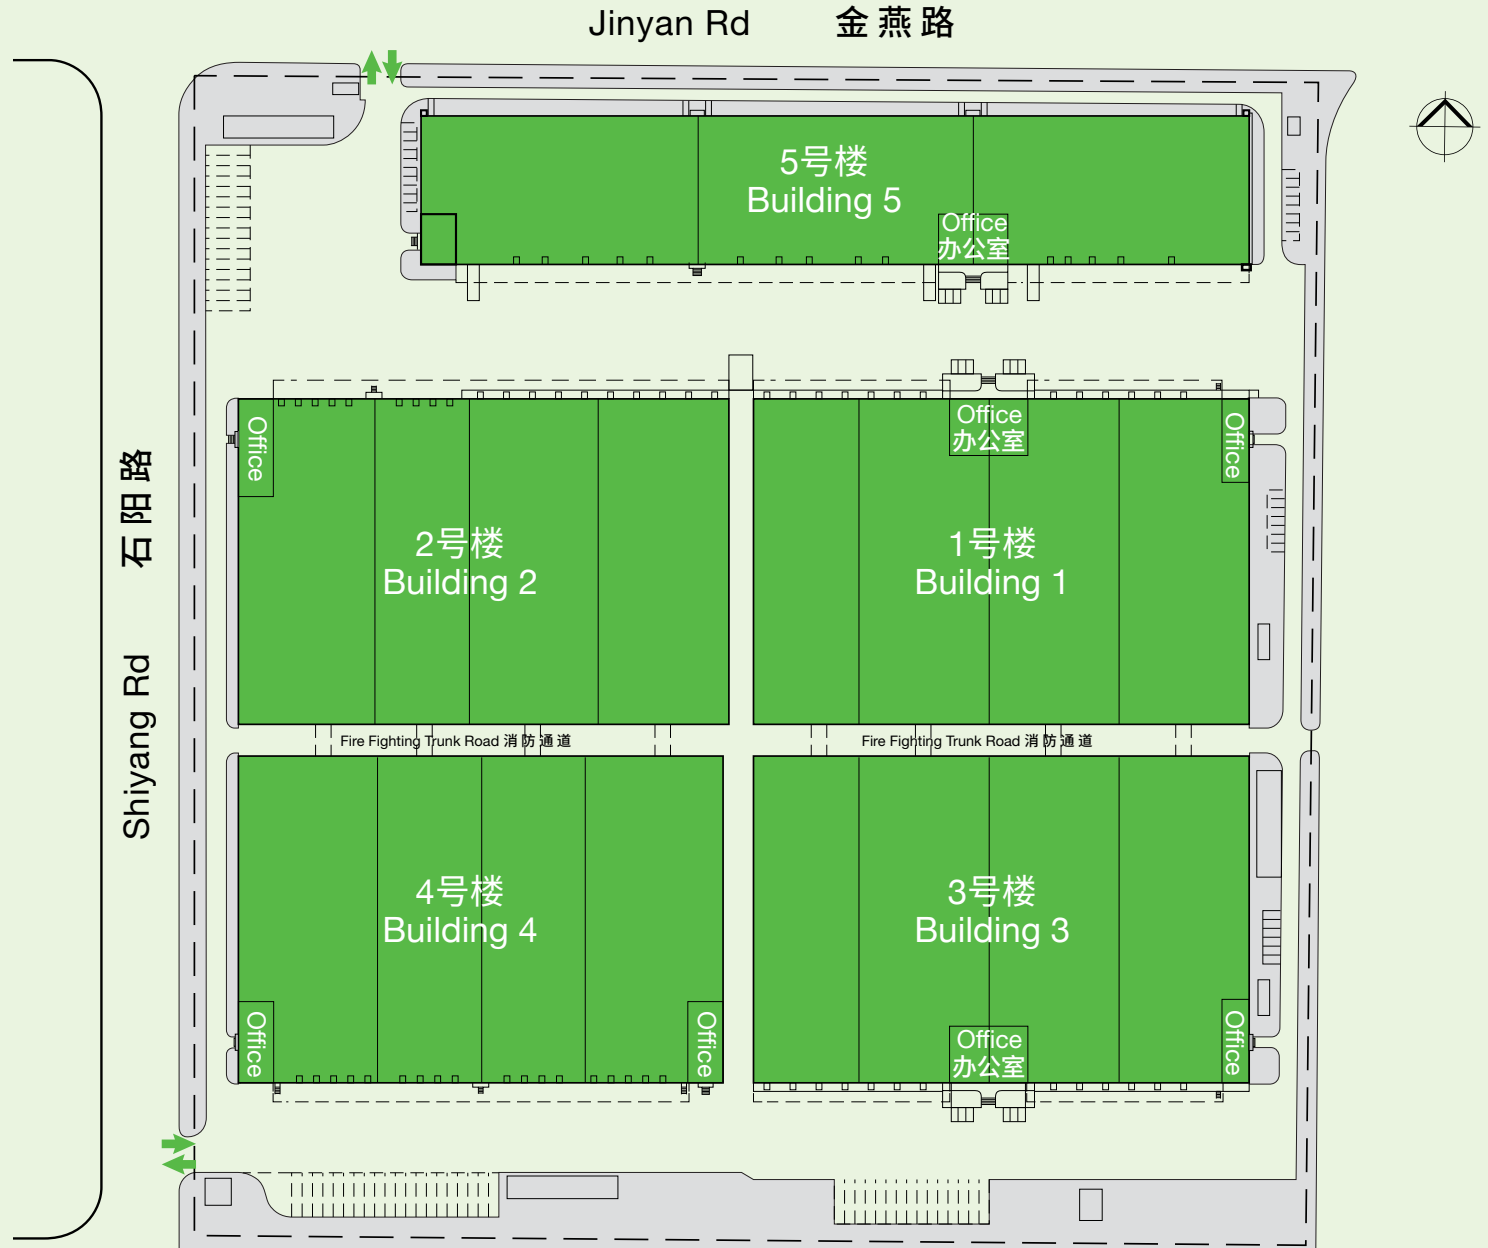 Jinyan Rd 金燕路
5号楼
Building 5
Office
办公室
Office
2号楼
Building 2
Office
办公室
Office
1号楼
Building 1
石阳路
Shiyang Rd
Fire Fighting Trunk Road 消防通道
Fire Fighting Trunk Road 消防通道
4号楼
Building 4
Office
Office
3号楼
Building 3
Office
办公室
Office